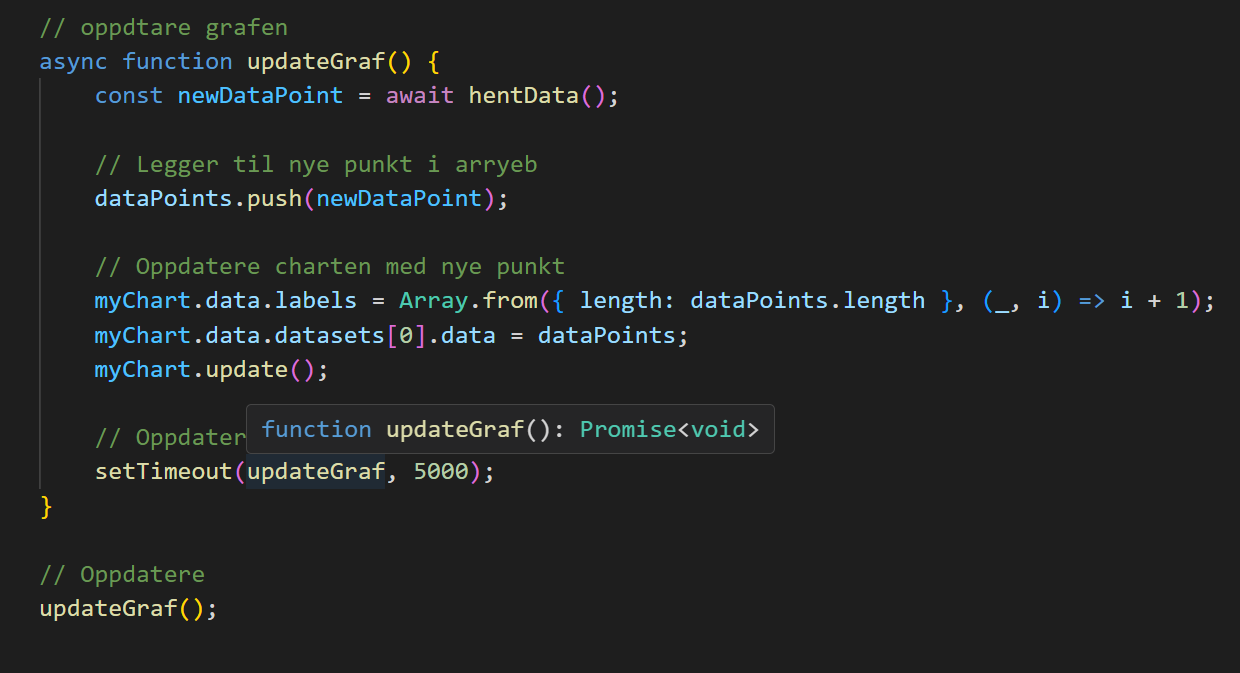 // oppdtare grafen
async function updateGraf() {
const newDataPoint = await hentData();
// Legger til nye punkt i arryeb
dataPoints.push(newDataPoint);
// Oppdatere charten med nye punkt
myChart.data.labels = Array.from({ length: dataPoints.length }, (_, i) => i + 1);
myChart.data.datasets[0].data = dataPoints;
myChart.update();
// Oppdater
function updateGraf(): Promise<void>
setTimeout(updateGraf, 5000);
}
// Oppdatere
updateGraf();